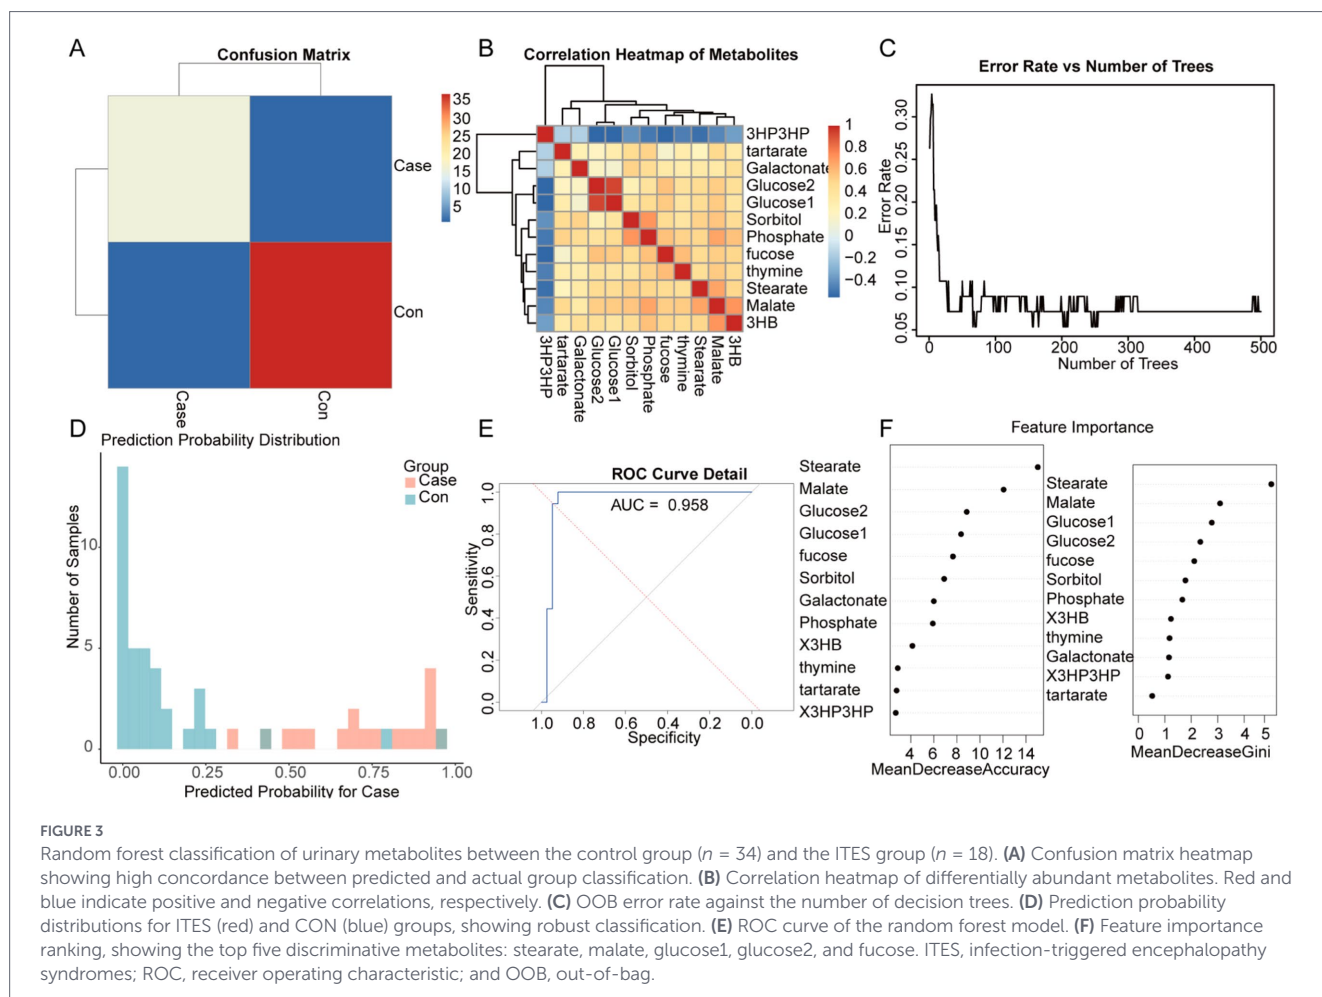 A
Confusion Matrix
35
30
25
20
15
10
5
Case
Con
Case
Con
B
Correlation Heatmap of Metabolites
3HP3HP
tartarate
Galactonate
Glucose2
Glucose1
Sorbitol
Phosphate
fucose
thymine
Stearate
Malate
3HB
1
0.8
0.6
0.4
0.2
0
−0.2
−0.4
3HP3HP
tartarate
Galactonate
Glucose2
Glucose1
Sorbitol
Phosphate
fucose
thymine
Stearate
Malate
3HB
C
Error Rate vs Number of Trees
Error Rate
0.30
0.25
0.20
0.15
0.10
0.05
0
100
200
300
400
500
Number of Trees
D
Prediction Probability Distribution
Group
Case
Con
Number of Samples
10
5
0
0.00
0.25
0.50
0.75
1.00
Predicted Probability for Case
E
ROC Curve Detail
AUC = 0.958
Sensitivity
1.0
0.8
0.6
0.4
0.2
0.0
1.0
0.8
0.6
0.4
0.2
0.0
Specificity
F
Feature Importance
Stearate
Malate
Glucose2
Glucose1
fucose
Sorbitol
Galactonate
Phosphate
X3HB
thymine
tartarate
X3HP3HP
4 6 8 10 12 14
MeanDecreaseAccuracy
Stearate
Malate
Glucose1
Glucose2
fucose
Sorbitol
Phosphate
X3HB
thymine
Galactonate
X3HP3HP
tartarate
0 1 2 3 4 5
MeanDecreaseGini
FIGURE 3
Random forest classification of urinary metabolites between the control group (n = 34) and the ITES group (n = 18). (A) Confusion matrix heatmap
showing high concordance between predicted and actual group classification. (B) Correlation heatmap of differentially abundant metabolites. Red and
blue indicate positive and negative correlations, respectively. (C) OOB error rate against the number of decision trees. (D) Prediction probability
distributions for ITES (red) and CON (blue) groups, showing robust classification. (E) ROC curve of the random forest model. (F) Feature importance
ranking, showing the top five discriminative metabolites: stearate, malate, glucose1, glucose2, and fucose. ITES, infection-triggered encephalopathy
syndromes; ROC, receiver operating characteristic; and OOB, out-of-bag.